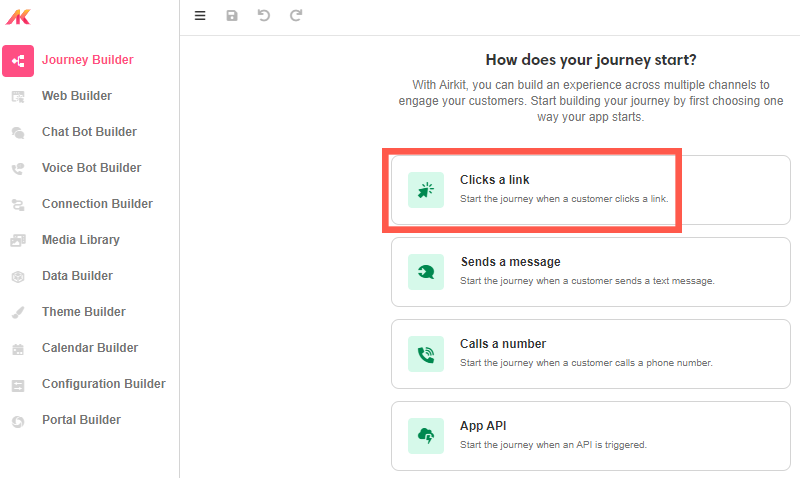 Journey Builder
Web Builder
Chat Bot Builder
Voice Bot Builder
Connection Builder
Media Library
Data Builder
Theme Builder
Calendar Builder
Configuration Builder
Portal Builder
How does your journey start?
With Airkit, you can build an experience across multiple channels to
engage your customers. Start building your journey by first choosing one
way your app starts.
Clicks a link
Start the journey when a customer clicks a link.
Sends a message
Start the journey when a customer sends a text message.
Calls a number
Start the journey when a customer calls a phone number.
App API
Start the journey when an API is triggered.